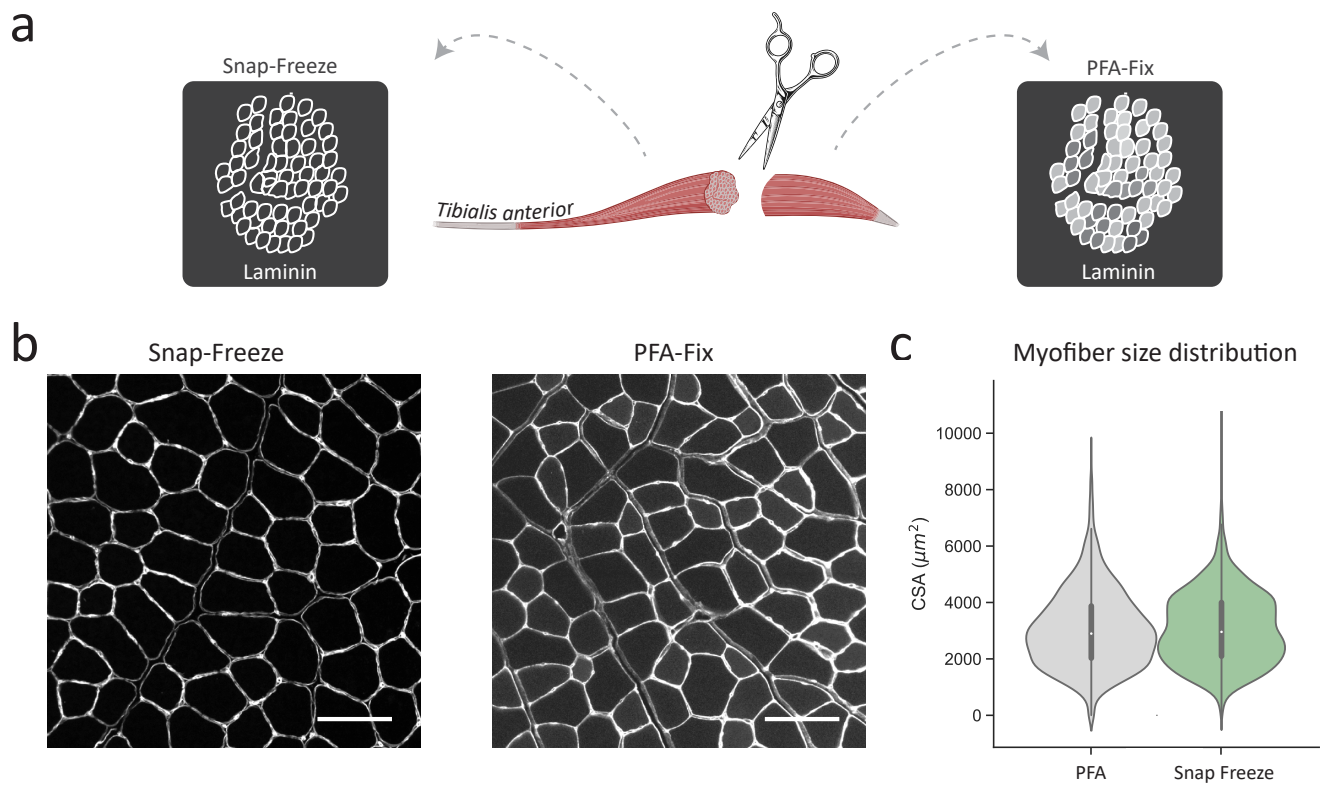 a
Snap-Freeze
PFA-Fix
Tibialis anterior
Laminin
Laminin
b
Snap-Freeze
PFA-Fix
c
Myofiber size distribution
10000
8000
6000
4000
2000
0
CSA (μm²)
PFA
Snap Freeze